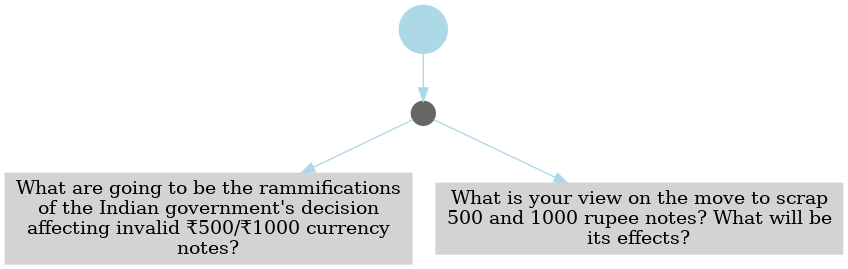 What are going to be the rammifications
of the Indian government's decision
affecting invalid ₹500/₹1000 currency
notes?
What is your view on the move to scrap
500 and 1000 rupee notes? What will be
its effects?